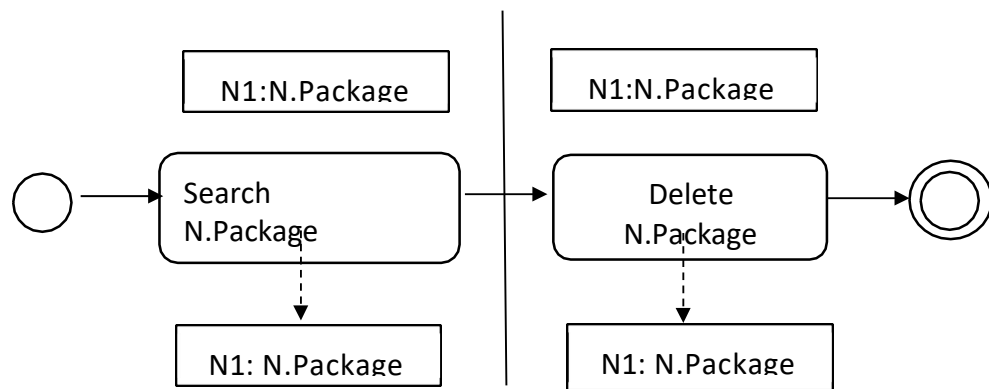 N1:N.Package
N1:N.Package
Search
N.Package
Delete
N.Package
N1: N.Package
N1: N.Package